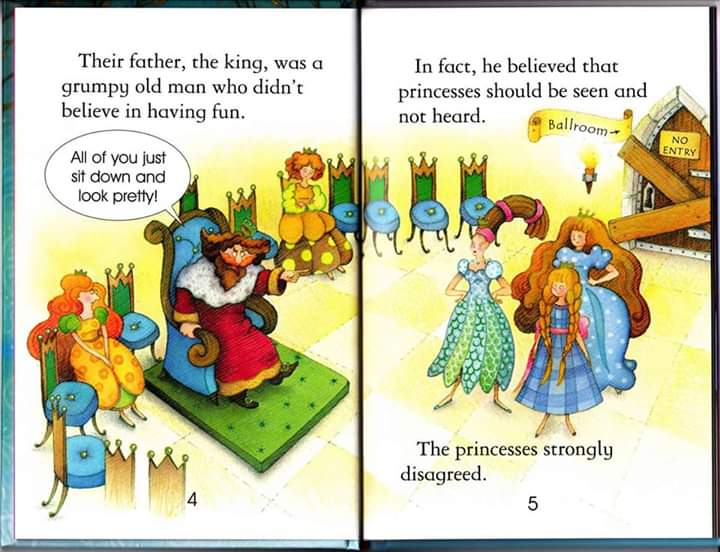 Their father, the king, was a
grumpy old man who didn't
believe in having fun.
All of you just
sit down and
look pretty!
4
In fact, he believed that
princesses should be seen and
not heard.
Ballroom→
NO
ENTRY
The princesses strongly
disagreed.
5